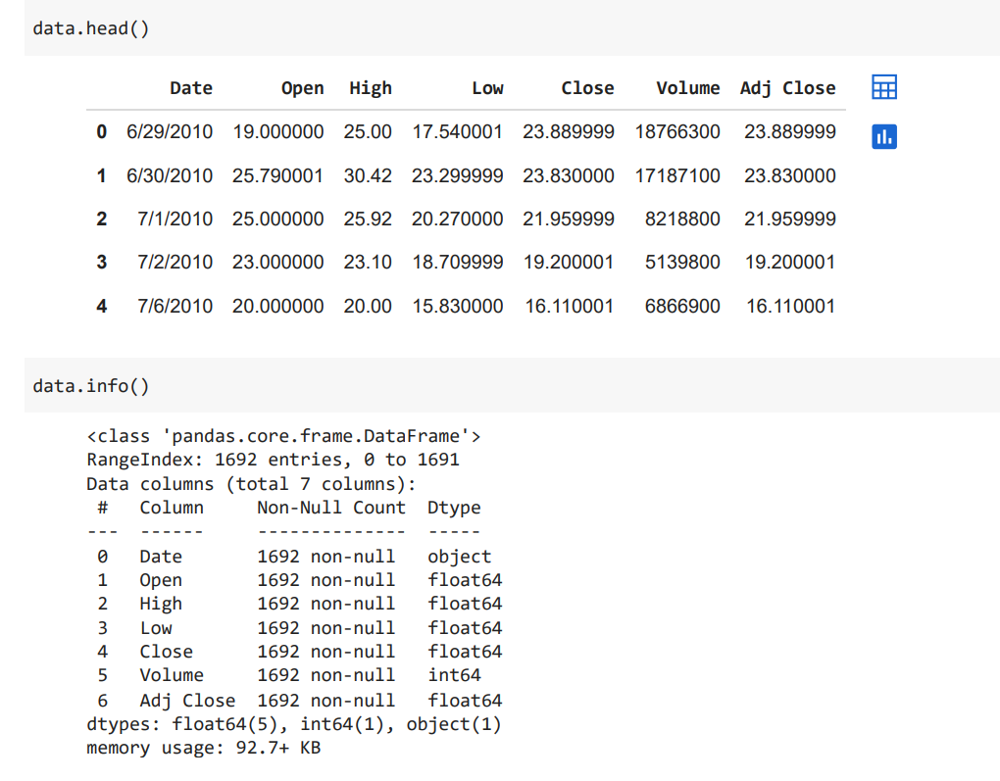 data.head()
Date Open High Low Close Volume Adj Close
0 6/29/2010 19.000000 25.00 17.540001 23.889999 18766300 23.889999
1 6/30/2010 25.790001 30.42 23.299999 23.830000 17187100 23.830000
2 7/1/2010 25.000000 25.92 20.270000 21.959999 8218800 21.959999
3 7/2/2010 23.000000 23.10 18.709999 19.200001 5139800 19.200001
4 7/6/2010 20.000000 20.00 15.830000 16.110001 6866900 16.110001
data.info()
<class 'pandas.core.frame.DataFrame'>
RangeIndex: 1692 entries, 0 to 1691
Data columns (total 7 columns):
# Column Non-Null Count Dtype
--- ------ -------------- -----
0 Date 1692 non-null object
1 Open 1692 non-null float64
2 High 1692 non-null float64
3 Low 1692 non-null float64
4 Close 1692 non-null float64
5 Volume 1692 non-null int64
6 Adj Close 1692 non-null float64
dtypes: float64(5), int64(1), object(1)
memory usage: 92.7+ KB